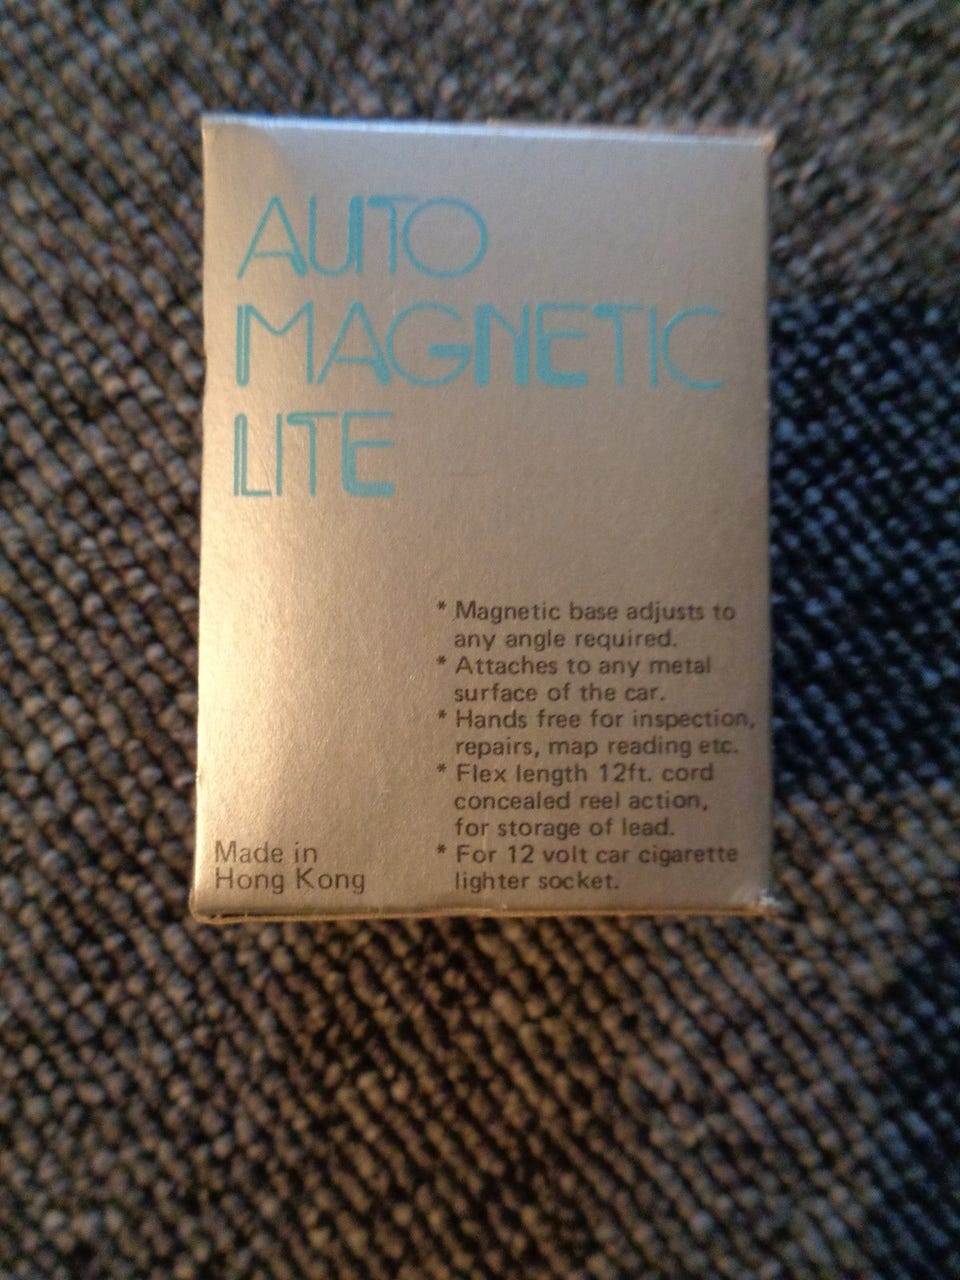 AUTO
MAGNETIC
LITE
* Magnetic base adjusts to
any angle required.
* Attaches to any metal
surface of the car.
* Hands free for inspection,
repairs, map reading etc.
* Flex length 12ft. cord
concealed reel action,
for storage of lead.
* For 12 volt car cigarette
lighter socket.
Made in
Hong Kong